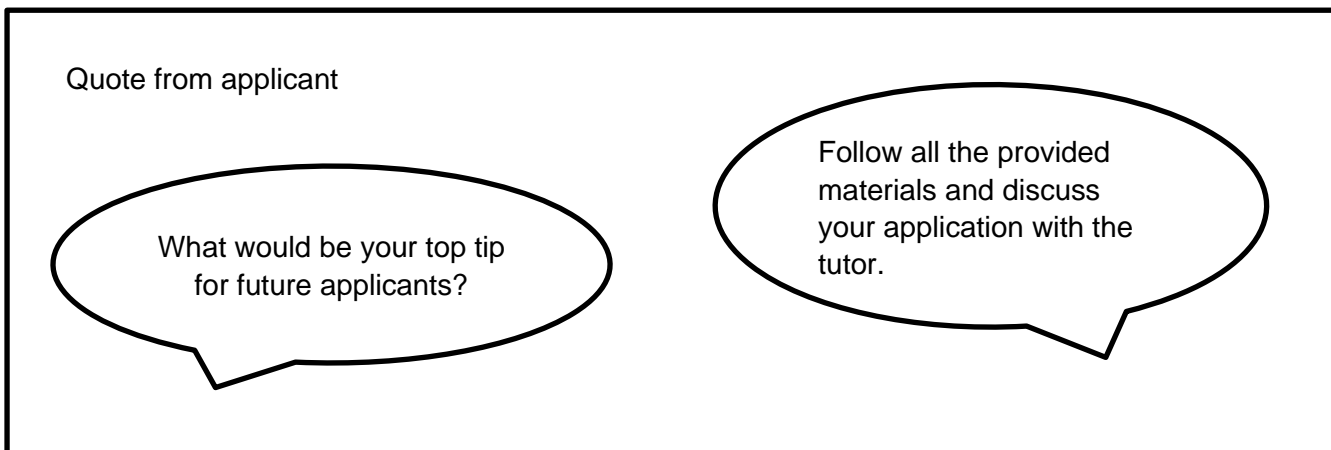 Quote from applicant
What would be your top tip
for future applicants?
Follow all the provided
materials and discuss
your application with the
tutor.